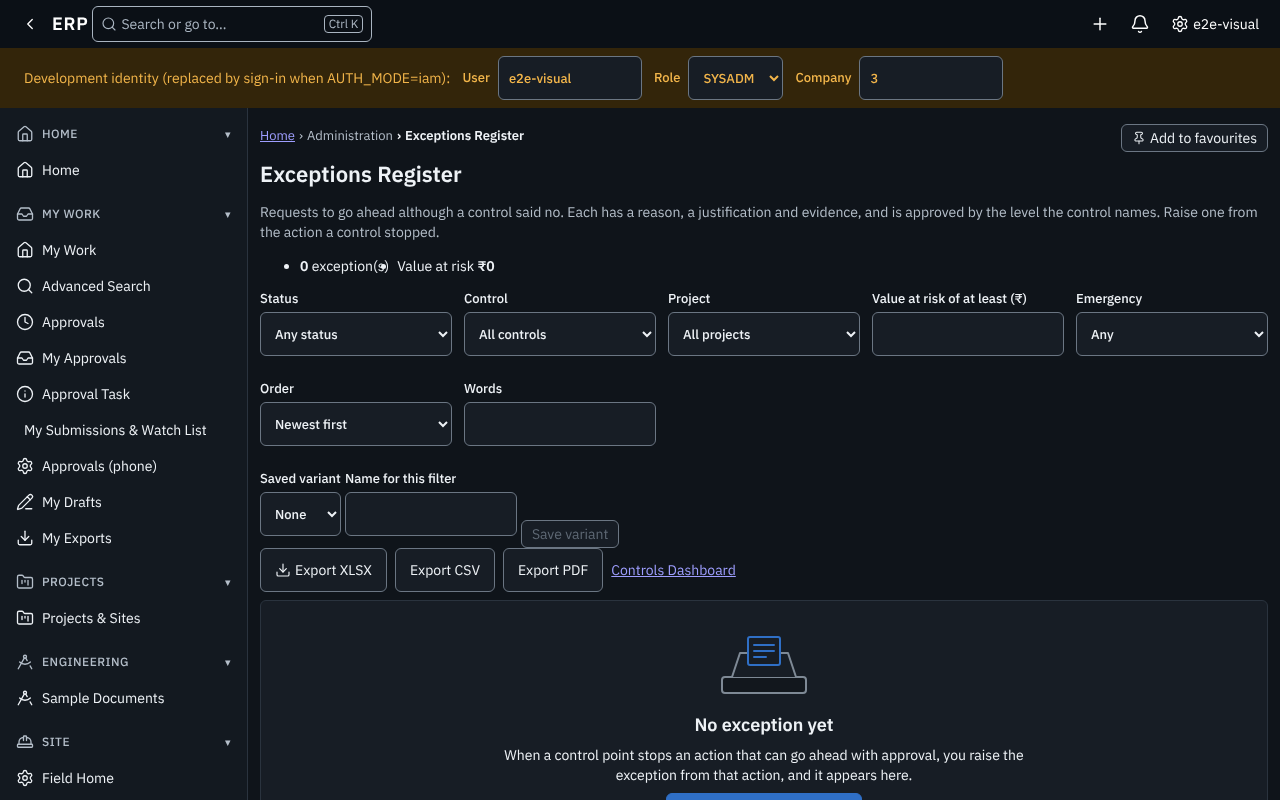 ERP Search or go to... Ctrl K e2e-visual
Development identity (replaced by sign-in when AUTH_MODE=iam): User e2e-visual Role SYSADM Company 3
HOME
Home
MY WORK
My Work
Advanced Search
Approvals
My Approvals
Approval Task
My Submissions & Watch List
Approvals (phone)
My Drafts
My Exports
PROJECTS
Projects & Sites
ENGINEERING
Sample Documents
SITE
Field Home
Home › Administration › Exceptions Register
Add to favourites
Exceptions Register
Requests to go ahead although a control said no. Each has a reason, a justification and evidence, and is approved by the level the control names. Raise one from
the action a control stopped.
• 0 exception(s) • Value at risk ₹0
Status Control Project Value at risk of at least (₹) Emergency
Any status All controls All projects Any
Order Words
Newest first
Saved variant Name for this filter
None
Save variant
Export XLSX Export CSV Export PDF Controls Dashboard
No exception yet
When a control point stops an action that can go ahead with approval, you raise the
exception from that action, and it appears here.